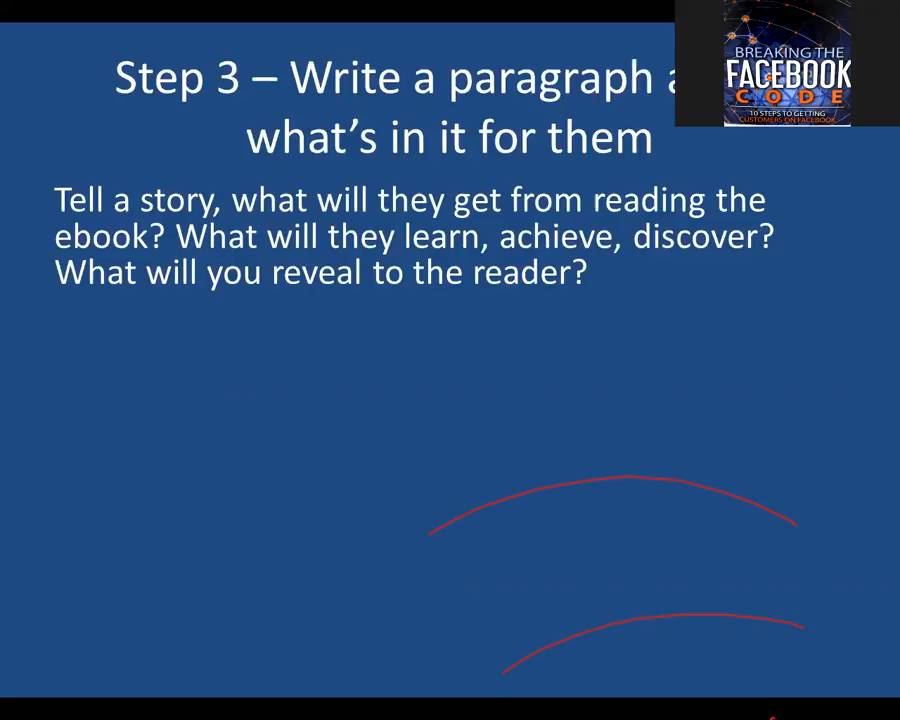 Step 3 – Write a paragraph
what's in it for them
Tell a story, what will they get from reading the
ebook? What will they learn, achieve, discover?
What will you reveal to the reader?
BREAKING THE
FACEBOOK
CODE
10 STEPS TO GETTING
CUSTOMERS ON FACEBOOK